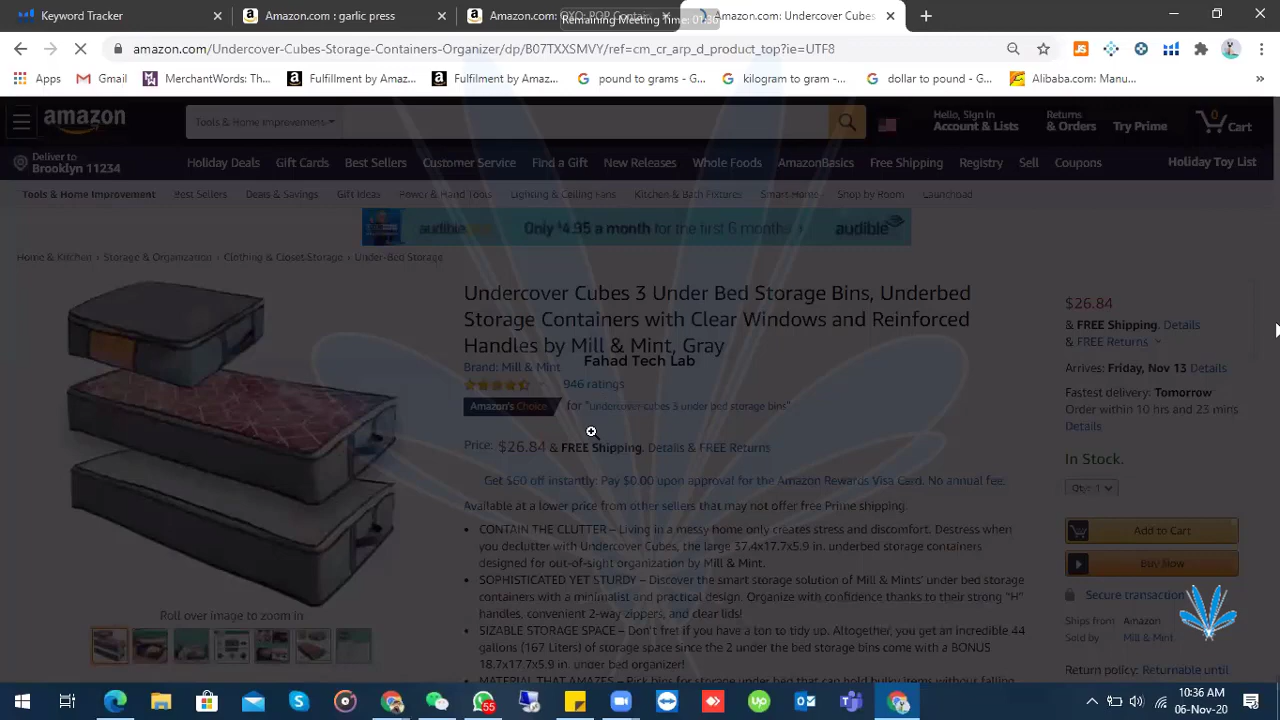 Keyword Tracker
Amazon.com : garlic press
Amazon.com: OXO: POP
Remaining Meeting Time: 01:36
Amazon.com: Undercover Cubes
amazon.com/Undercover-Cubes-Storage-Containers-Organizer/dp/B07TXXSMVY/ref=cm_cr_arp_d_product_top?ie=UTF8
Apps
Gmail
MerchantWords: Th...
Fulfillment by Amaz...
Fulfilment by Amaz...
pound to grams - G...
kilogram to gram -...
dollar to pound - G...
Alibaba.com: Manu...
»
amazon
Tools & Home Improvement
Hello, Sign in
Account & Lists
Returns
& Orders
Try Prime
0
Cart
Deliver to
Brooklyn 11234
Holiday Deals Gift Cards Best Sellers Customer Service Find a Gift New Releases Whole Foods AmazonBasics Free Shipping Registry Sell Coupons
Holiday Toy List
Tools & Home Improvement Best Sellers Deals & Savings Gift Ideas Power & Hand Tools Lighting & Ceiling Fans Kitchen & Bath Fixtures Smart Home Shop by Room Launchpad
audible
Only $4.95 a month for the first 6 months
audible
Home & Kitchen › Storage & Organization › Clothing & Closet Storage › Under-Bed Storage
Undercover Cubes 3 Under Bed Storage Bins, Underbed
Storage Containers with Clear Windows and Reinforced
Handles by Mill & Mint, Gray
Fahad Tech Lab
Brand: Mill & Mint
946 ratings
Amazon's Choice for "undercover cubes 3 under bed storage bins"
Price: $26.84 & FREE Shipping. Details & FREE Returns
Get $60 off instantly: Pay $0.00 upon approval for the Amazon Rewards Visa Card. No annual fee.
Available at a lower price from other sellers that may not offer free Prime shipping.
• CONTAIN THE CLUTTER – Living in a messy home only creates stress and discomfort. Destress when
you declutter with Undercover Cubes, the large 37.4x17.7x5.9 in. underbed storage containers
designed for out-of-sight organization by Mill & Mint.
• SOPHISTICATED YET STURDY – Discover the smart storage solution of Mill & Mints' under bed storage
containers with a minimalist and practical design. Organize with confidence thanks to their strong "H"
handles, convenient 2-way zippers, and clear lids!
• SIZABLE STORAGE SPACE – Don't fret if you have a ton to tidy up. Altogether, you get an incredible 44
gallons (167 Liters) of storage space since the 2 under the bed storage bins come with a BONUS
18.7x17.7x5.9 in. under bed organizer!
• MATERIAL THAT AMAZES – Pick bins for storage under bed that can hold bulky items without falling
Roll over image to zoom in
$26.84
& FREE Shipping. Details
& FREE Returns
Arrives: Friday, Nov 13 Details
Fastest delivery: Tomorrow
Order within 10 hrs and 23 mins
Details
In Stock.
Qty: 1
Add to Cart
Buy Now
Secure transaction
Ships from Amazon
Sold by Mill & Mint
Return policy: Returnable until
55
up
10:36 AM
06-Nov-20